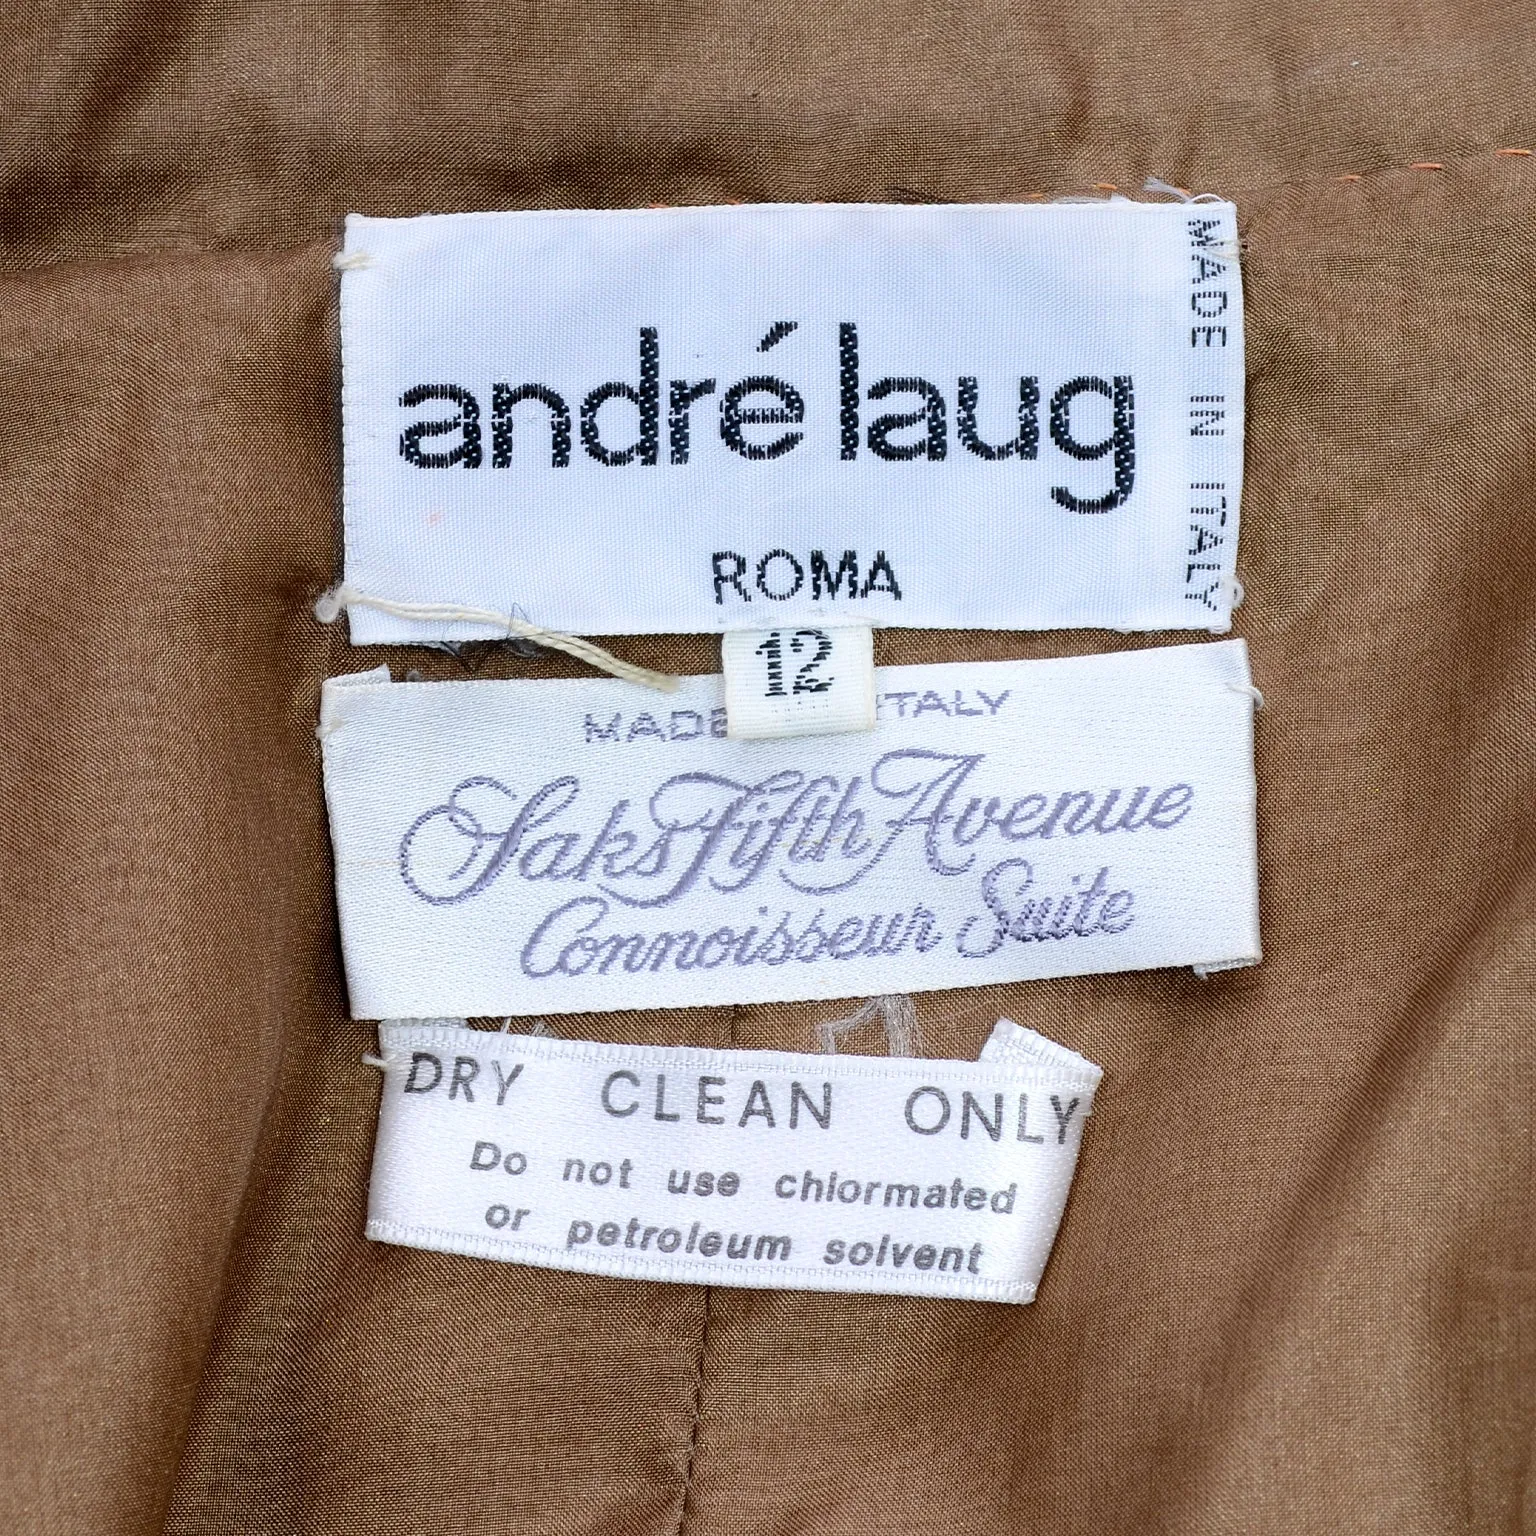 andré laug
ROMA
MADE IN ITALY
12
MADE ITALY
Saks Fifth Avenue
Connoisseur Suite
DRY CLEAN ONLY
Do not use chlormated
or petroleum solvent